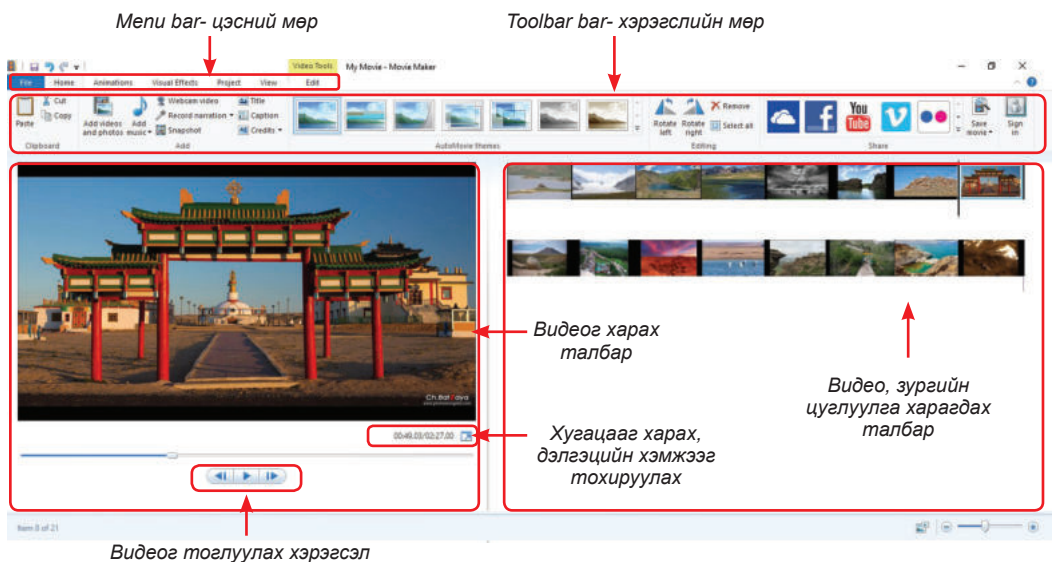 Menu bar- цэсний мөр
Toolbar bar- хэрэгслийн мөр
Video Tools My Movie - Movie Maker
File Home Animations Visual Effects Project View Edit
Paste
Cut
Copy
Clipboard
Add videos and photos
Add music
Webcam video
Record narration
Snapshot
Title
Caption
Credits
Add
AutoMovie themes
Rotate left
Rotate right
Remove
Select all
Editing
You Tube
Share
Save movie
Sign in
Видеог харах
талбар
Видео, зургийн
цуглуулга харагдах
талбар
00:49.03/02:27.00
Хугацааг харах,
дэлгэцийн хэмжээг
тохируулах
Item 8 of 21
Видеог тоглуулах хэрэгсэл